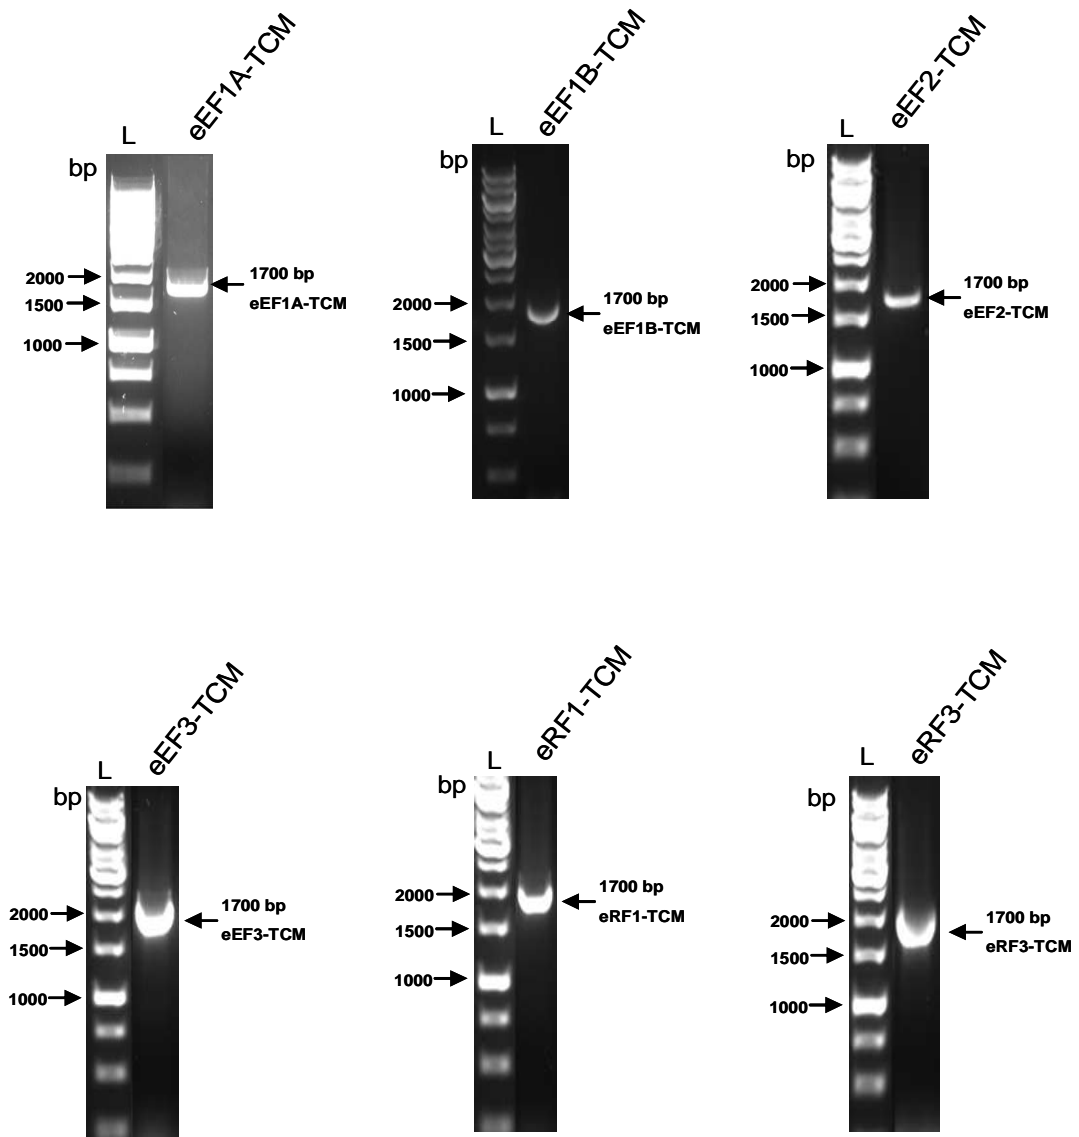 eEF1A-TCM
L
bp
2000
1500
1000
1700 bp
eEF1A-TCM
eEF1B-TCM
L
bp
2000
1500
1000
1700 bp
eEF1B-TCM
eEF2-TCM
L
bp
2000
1500
1000
1700 bp
eEF2-TCM
eEF3-TCM
L
bp
2000
1500
1000
1700 bp
eEF3-TCM
eRF1-TCM
L
bp
2000
1500
1000
1700 bp
eRF1-TCM
eRF3-TCM
L
bp
2000
1500
1000
1700 bp
eRF3-TCM